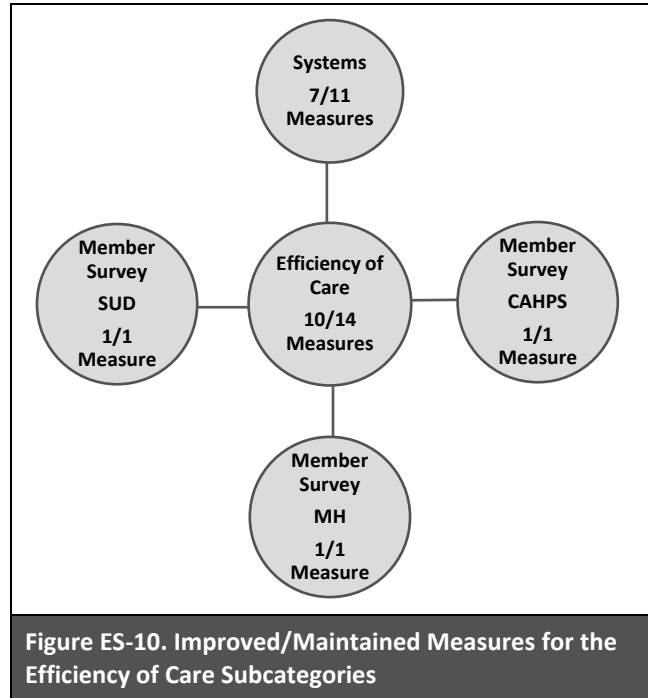 Systems
7/11
Measures
Member
Survey
SUD
1/1
Measure
Efficiency of
Care
10/14
Measures
Member
Survey
CAHPS
1/1
Measure
Member
Survey
MH
1/1
Measure
Figure ES-10. Improved/Maintained Measures for the
Efficiency of Care Subcategories